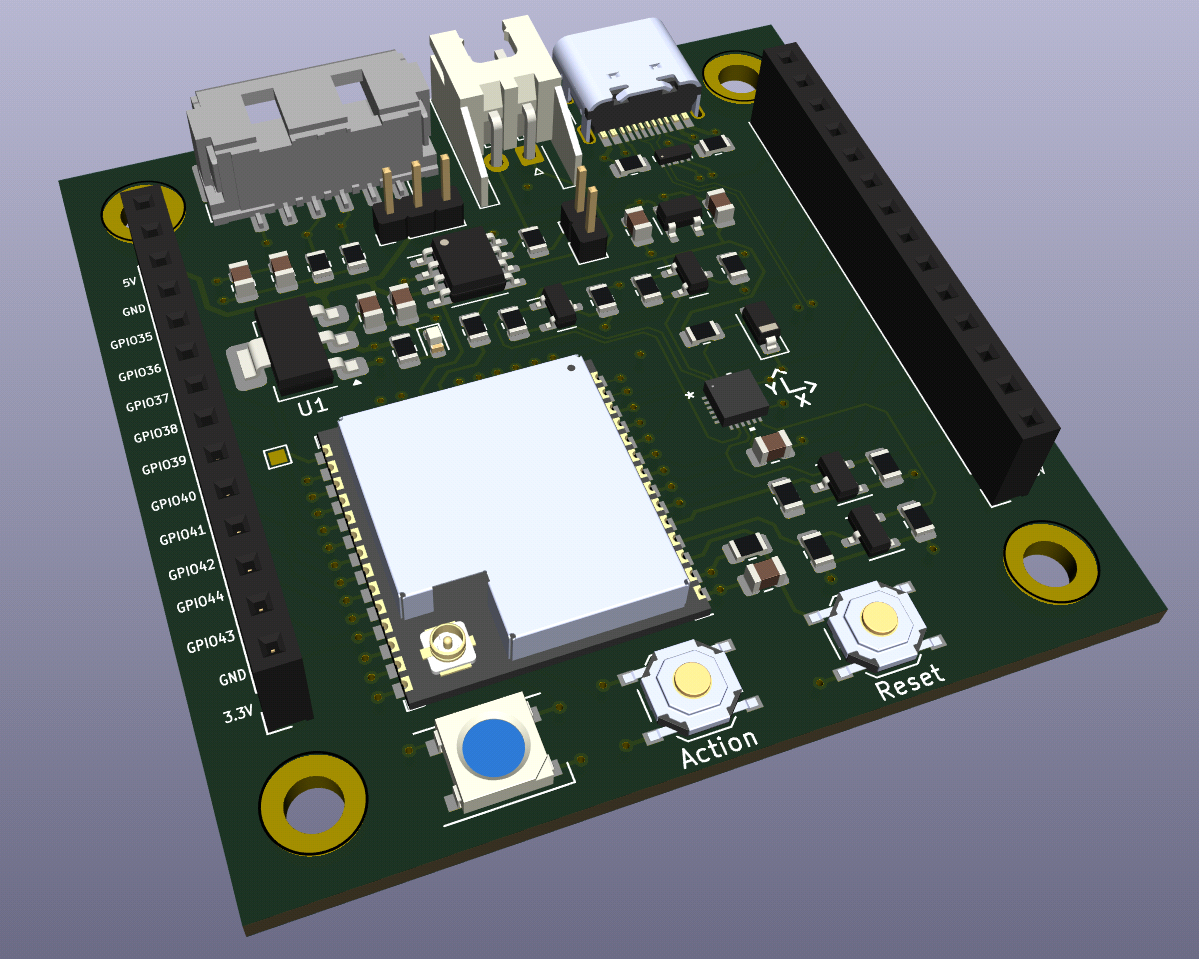 5V
GND
GPIO35
GPIO36
GPIO37
GPIO38
GPIO39
GPIO40
GPIO41
GPIO42
GPIO44
GPIO43
GND
3.3V
U1
*
Y
X
Reset
Action